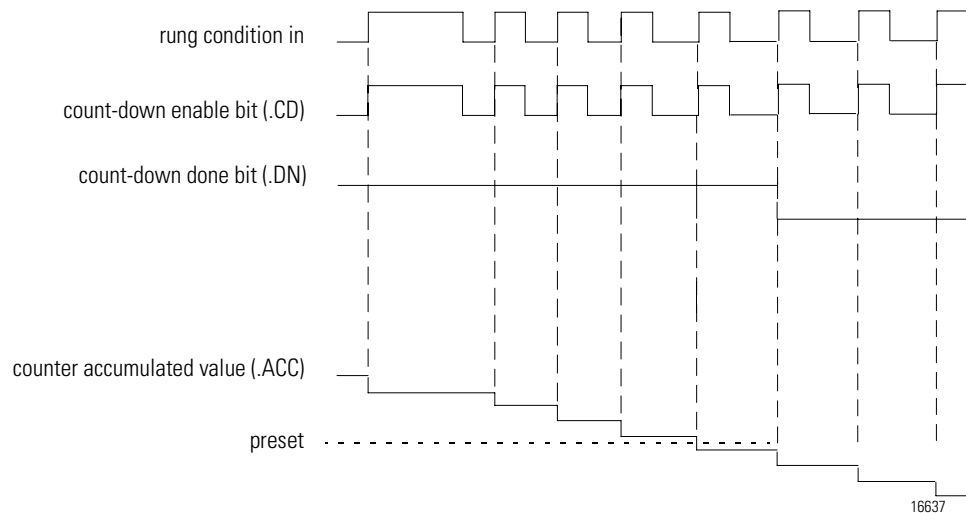 rung condition in
count-down enable bit (.CD)
count-down done bit (.DN)
counter accumulated value (.ACC)
preset
16637